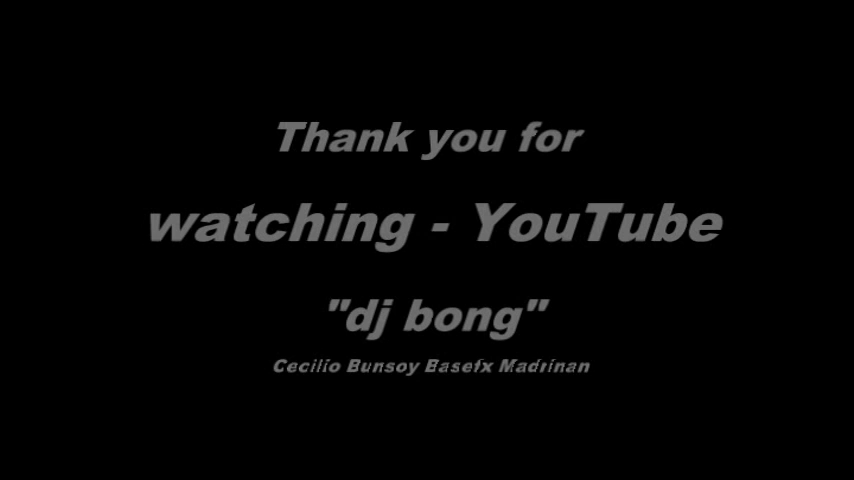 Thank you for
watching - YouTube
"dj bong"
Cecilio Bunsoy Basefx Madrinan